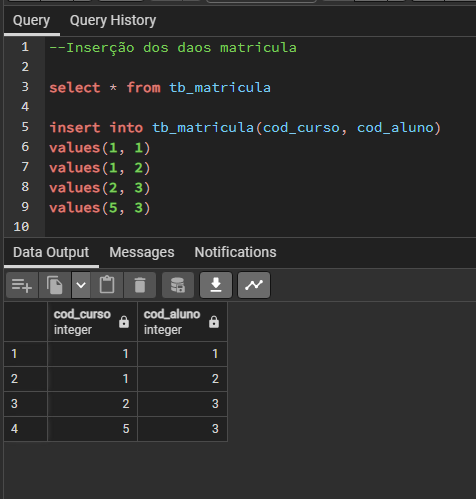 Query Query History
1 --Inserção dos daos matricula
2
3 select * from tb_matricula
4
5 insert into tb_matricula(cod_curso, cod_aluno)
6 values(1, 1)
7 values(1, 2)
8 values(2, 3)
9 values(5, 3)
10
Data Output Messages Notifications
cod_curso cod_aluno
integer integer
1 1 1
2 1 2
3 2 3
4 5 3